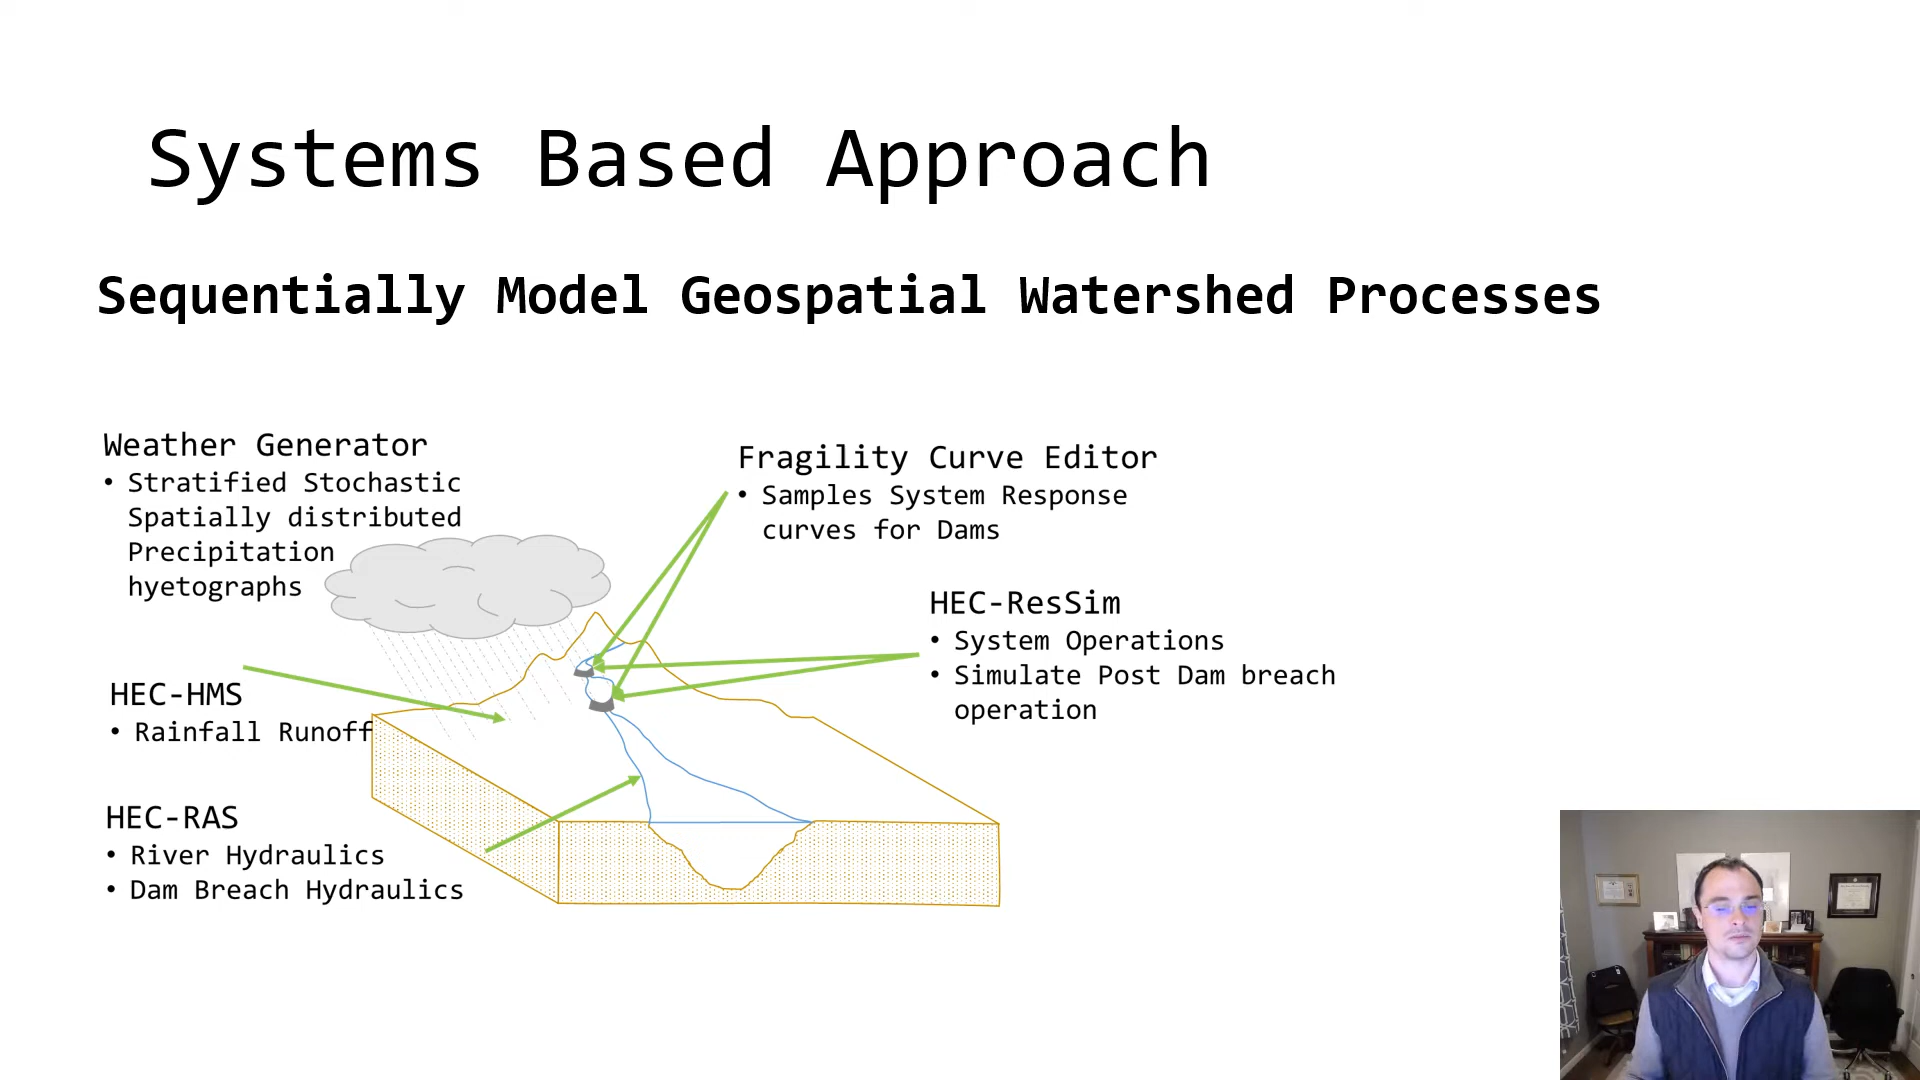 Systems Based Approach
Sequentially Model Geospatial Watershed Processes
Weather Generator
• Stratified Stochastic
Spatially distributed
Precipitation
hyetographs
HEC-HMS
• Rainfall Runoff
HEC-RAS
• River Hydraulics
• Dam Breach Hydraulics
Fragility Curve Editor
• Samples System Response
curves for Dams
HEC-ResSim
• System Operations
• Simulate Post Dam breach
operation